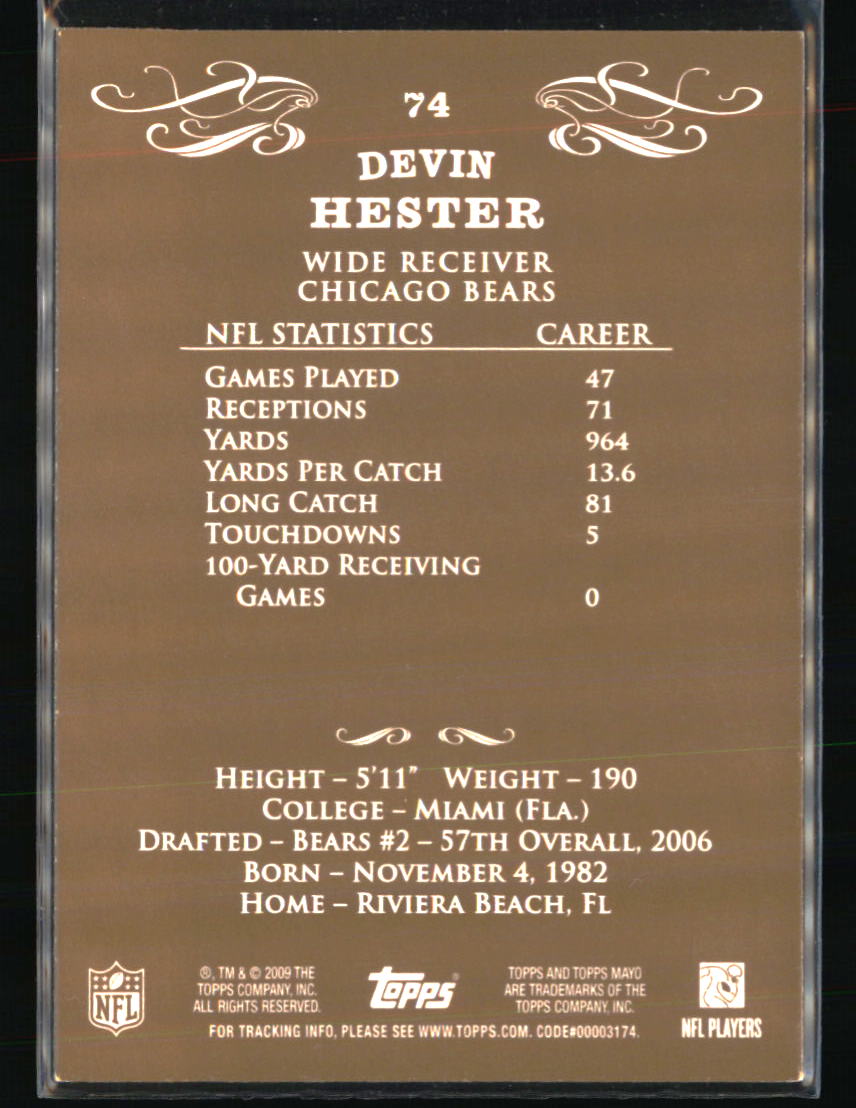 74
DEVIN
HESTER
WIDE RECEIVER
CHICAGO BEARS
NFL STATISTICS CAREER
GAMES PLAYED 47
RECEPTIONS 71
YARDS 964
YARDS PER CATCH 13.6
LONG CATCH 81
TOUCHDOWNS 5
100-YARD RECEIVING
GAMES 0
HEIGHT – 5'11" WEIGHT – 190
COLLEGE – MIAMI (FLA.)
DRAFTED – BEARS #2 – 57TH OVERALL, 2006
BORN – NOVEMBER 4, 1982
HOME – RIVIERA BEACH, FL
NFL
®, TM & © 2009 THE
TOPPS COMPANY, INC.
ALL RIGHTS RESERVED.
Topps®
TOPPS AND TOPPS MAYO
ARE TRADEMARKS OF THE
TOPPS COMPANY, INC.
NFL PLAYERS
FOR TRACKING INFO, PLEASE SEE WWW.TOPPS.COM. CODE#00003174.